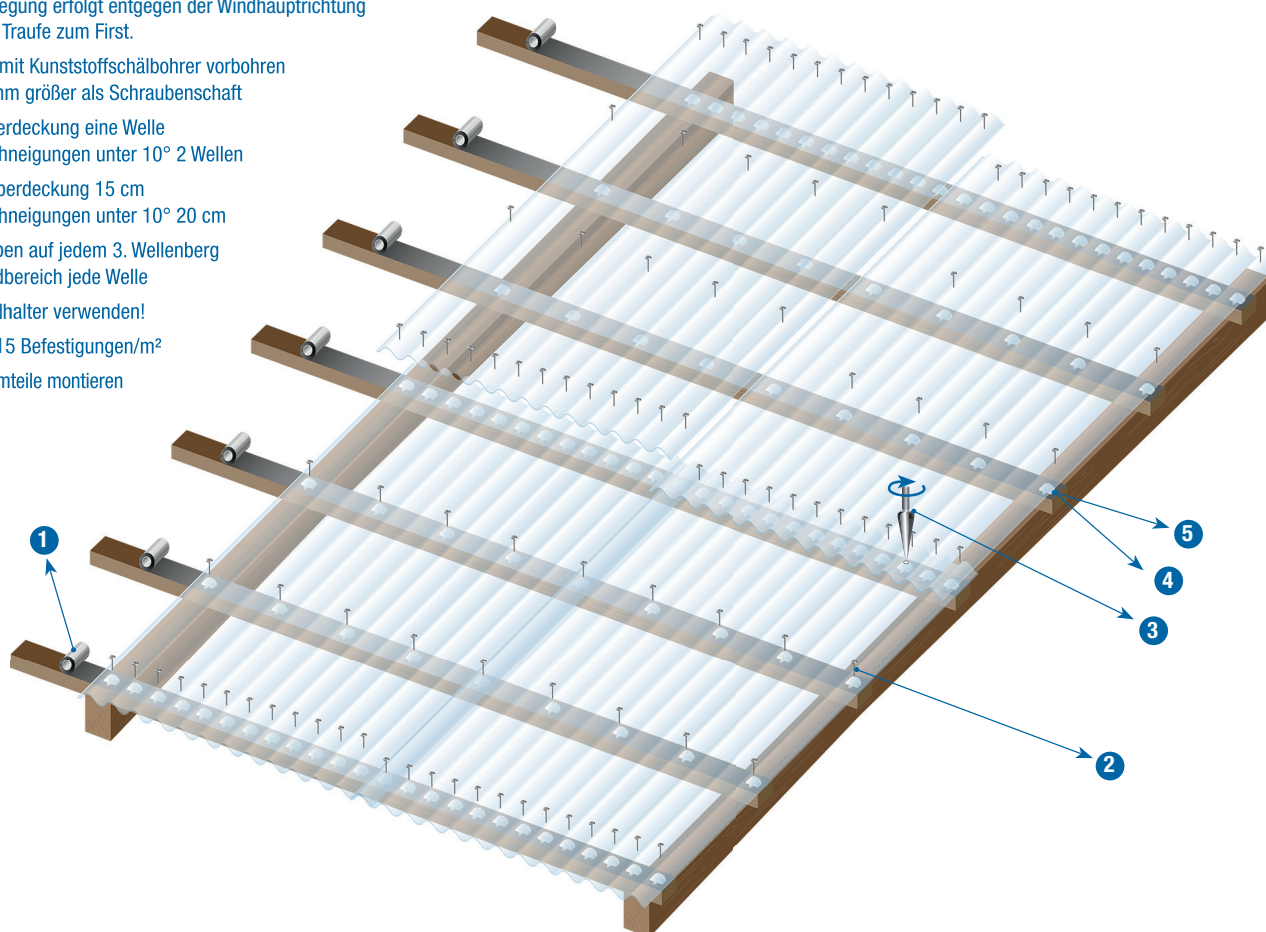 egung erfolgt entgegen der Windhauptrichtung
Traufe zum First.
mit Kunststoffschälbohrer vorbohren
m größer als Schraubenschaft
erdeckung eine Welle
hneigungen unter 10° 2 Wellen
berdeckung 15 cm
hneigungen unter 10° 20 cm
ben auf jedem 3. Wellenberg
dbereich jede Welle
lhalter verwenden!
15 Befestigungen/m²
mteile montieren
1
5
4
3
2